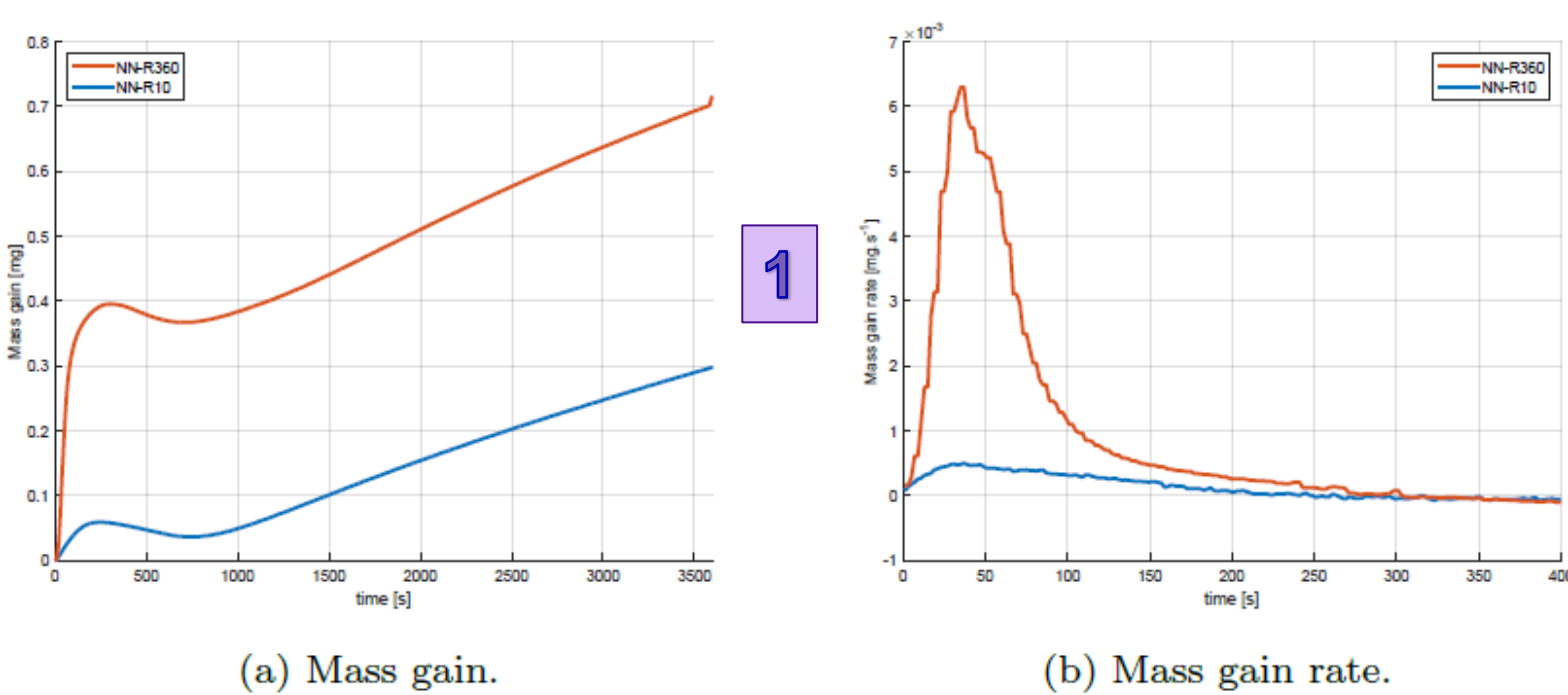 0.8
0.7
0.6
0.5
0.4
0.3
0.2
0.1
0
Mass gain [mg]
NN-R360
NN-R10
0 500 1000 1500 2000 2500 3000 3500
time [s]
(a) Mass gain.
1
×10⁻³
7
6
5
4
3
2
1
0
-1
Mass gain rate [mg.s⁻¹]
NN-R360
NN-R10
0 50 100 150 200 250 300 350 400
time [s]
(b) Mass gain rate.